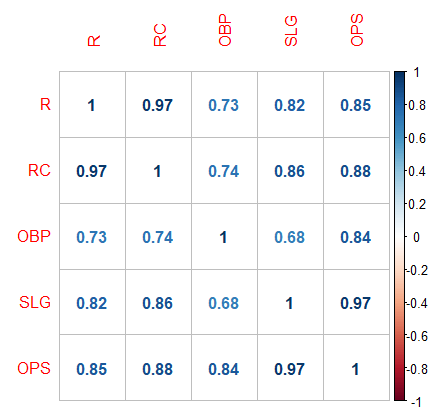 R RC OBP SLG OPS
R 1 0.97 0.73 0.82 0.85
RC 0.97 1 0.74 0.86 0.88
OBP 0.73 0.74 1 0.68 0.84
SLG 0.82 0.86 0.68 1 0.97
OPS 0.85 0.88 0.84 0.97 1
1
0.8
0.6
0.4
0.2
0
-0.2
-0.4
-0.6
-0.8
-1